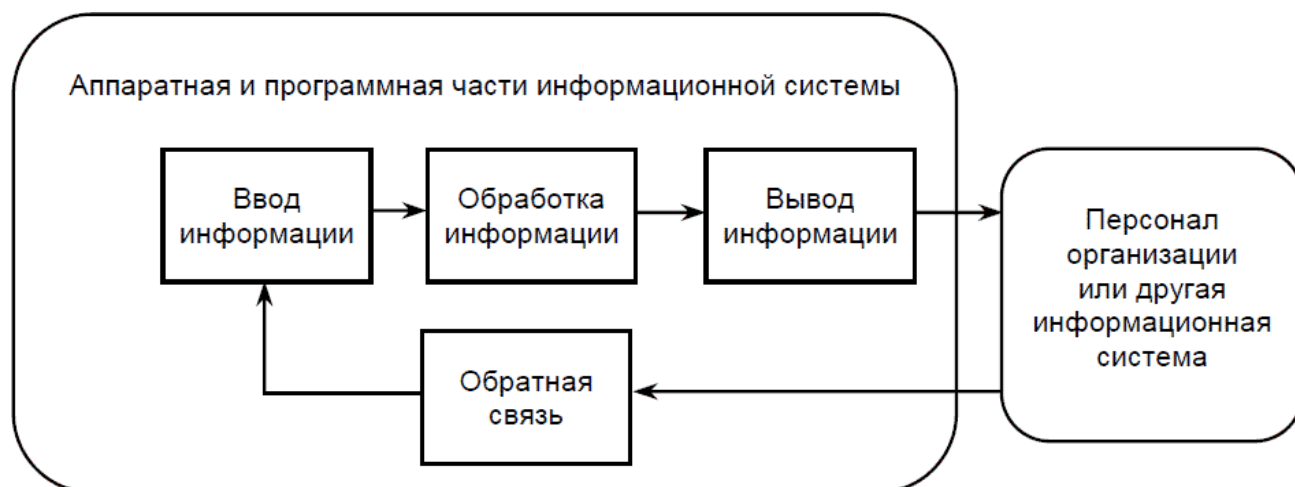 Аппаратная и программная части информационной системы
Ввод
информации
Обработка
информации
Вывод
информации
Персонал
организации
или другая
информационная
система
Обратная
связь